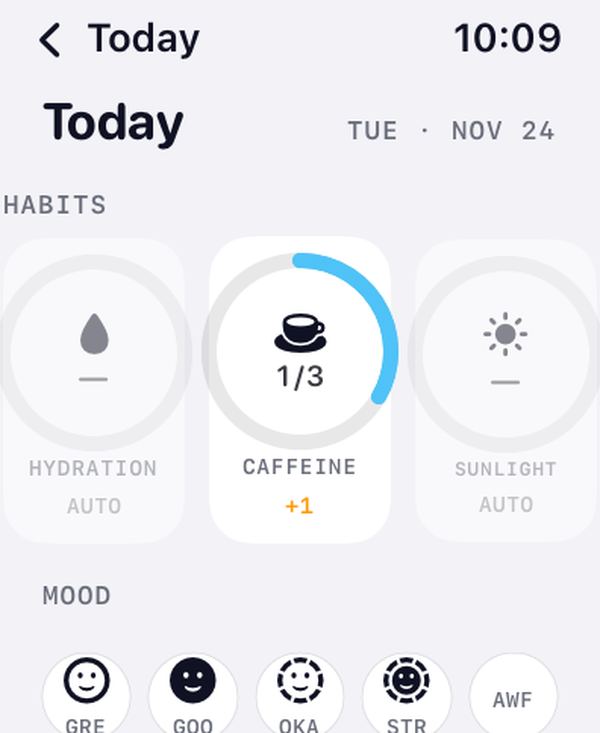 Today 10:09
Today TUE · NOV 24
HABITS
1/3
HYDRATION CAFFEINE SUNLIGHT
AUTO +1 AUTO
MOOD
GRE GOO OKA STR AWF